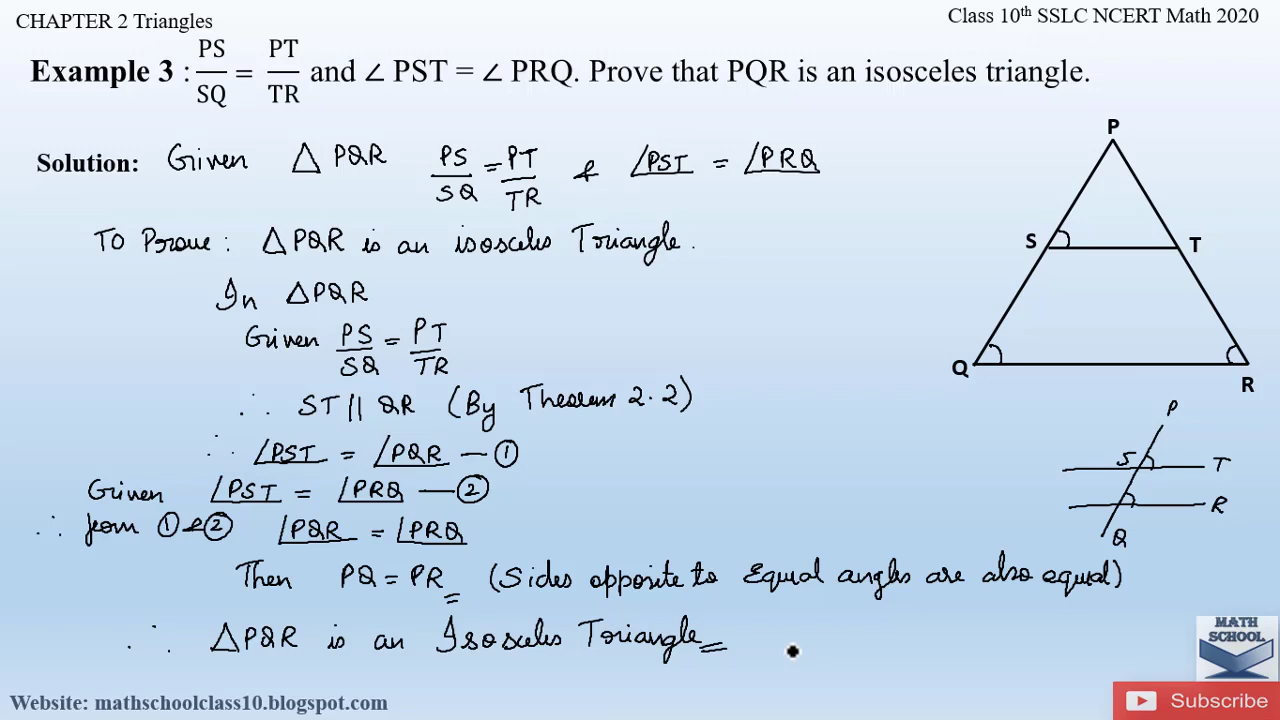 CHAPTER 2 Triangles
Class 10th SSLC NCERT Math 2020
Example 3 : PS/SQ = PT/TR and ∠ PST = ∠ PRQ. Prove that PQR is an isosceles triangle.
Solution: Given △ PQR PS/SQ = PT/TR & ∠PST = ∠PRQ
To Prove: △PQR is an isosceles Triangle.
In △PQR
Given PS/SQ = PT/TR
∴ ST || QR (By Theorem 2.2)
∴ ∠PST = ∠PQR — ①
Given ∠PST = ∠PRQ — ②
∴ from ① & ② ∠PQR = ∠PRQ
Then PQ = PR (Sides opposite to Equal angles are also equal)
∴ △PQR is an Isosceles Triangle
P
S
T
Q
R
P
S
T
R
Q
MATH
SCHOOL
Website: mathschoolclass10.blogspot.com
Subscribe